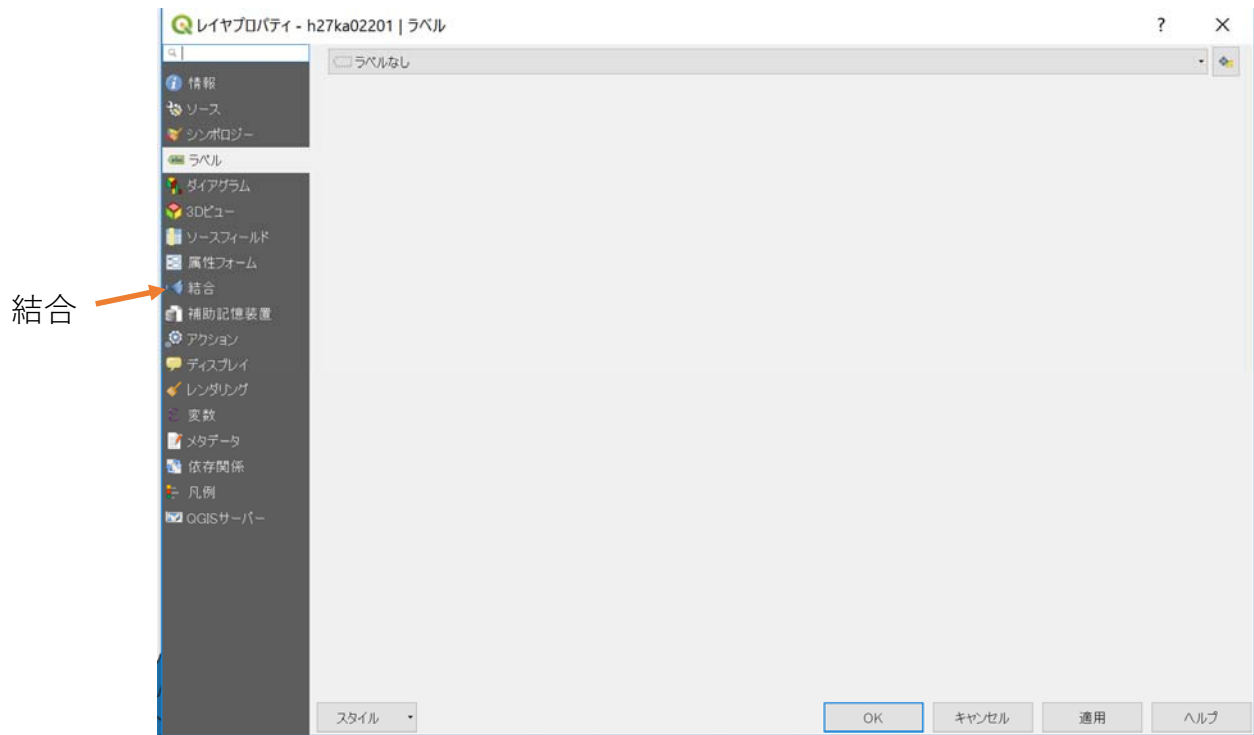 レイヤプロパティ - h27ka02201 | ラベル
?
ラベルなし
情報
ソース
シンボロジー
abc ラベル
ダイアグラム
3Dビュー
ソースフィールド
属性フォーム
結合
結合
補助記憶装置
アクション
ディスプレイ
レンダリング
変数
メタデータ
依存関係
凡例
QGISサーバー
スタイル
OK
キャンセル
適用
ヘルプ